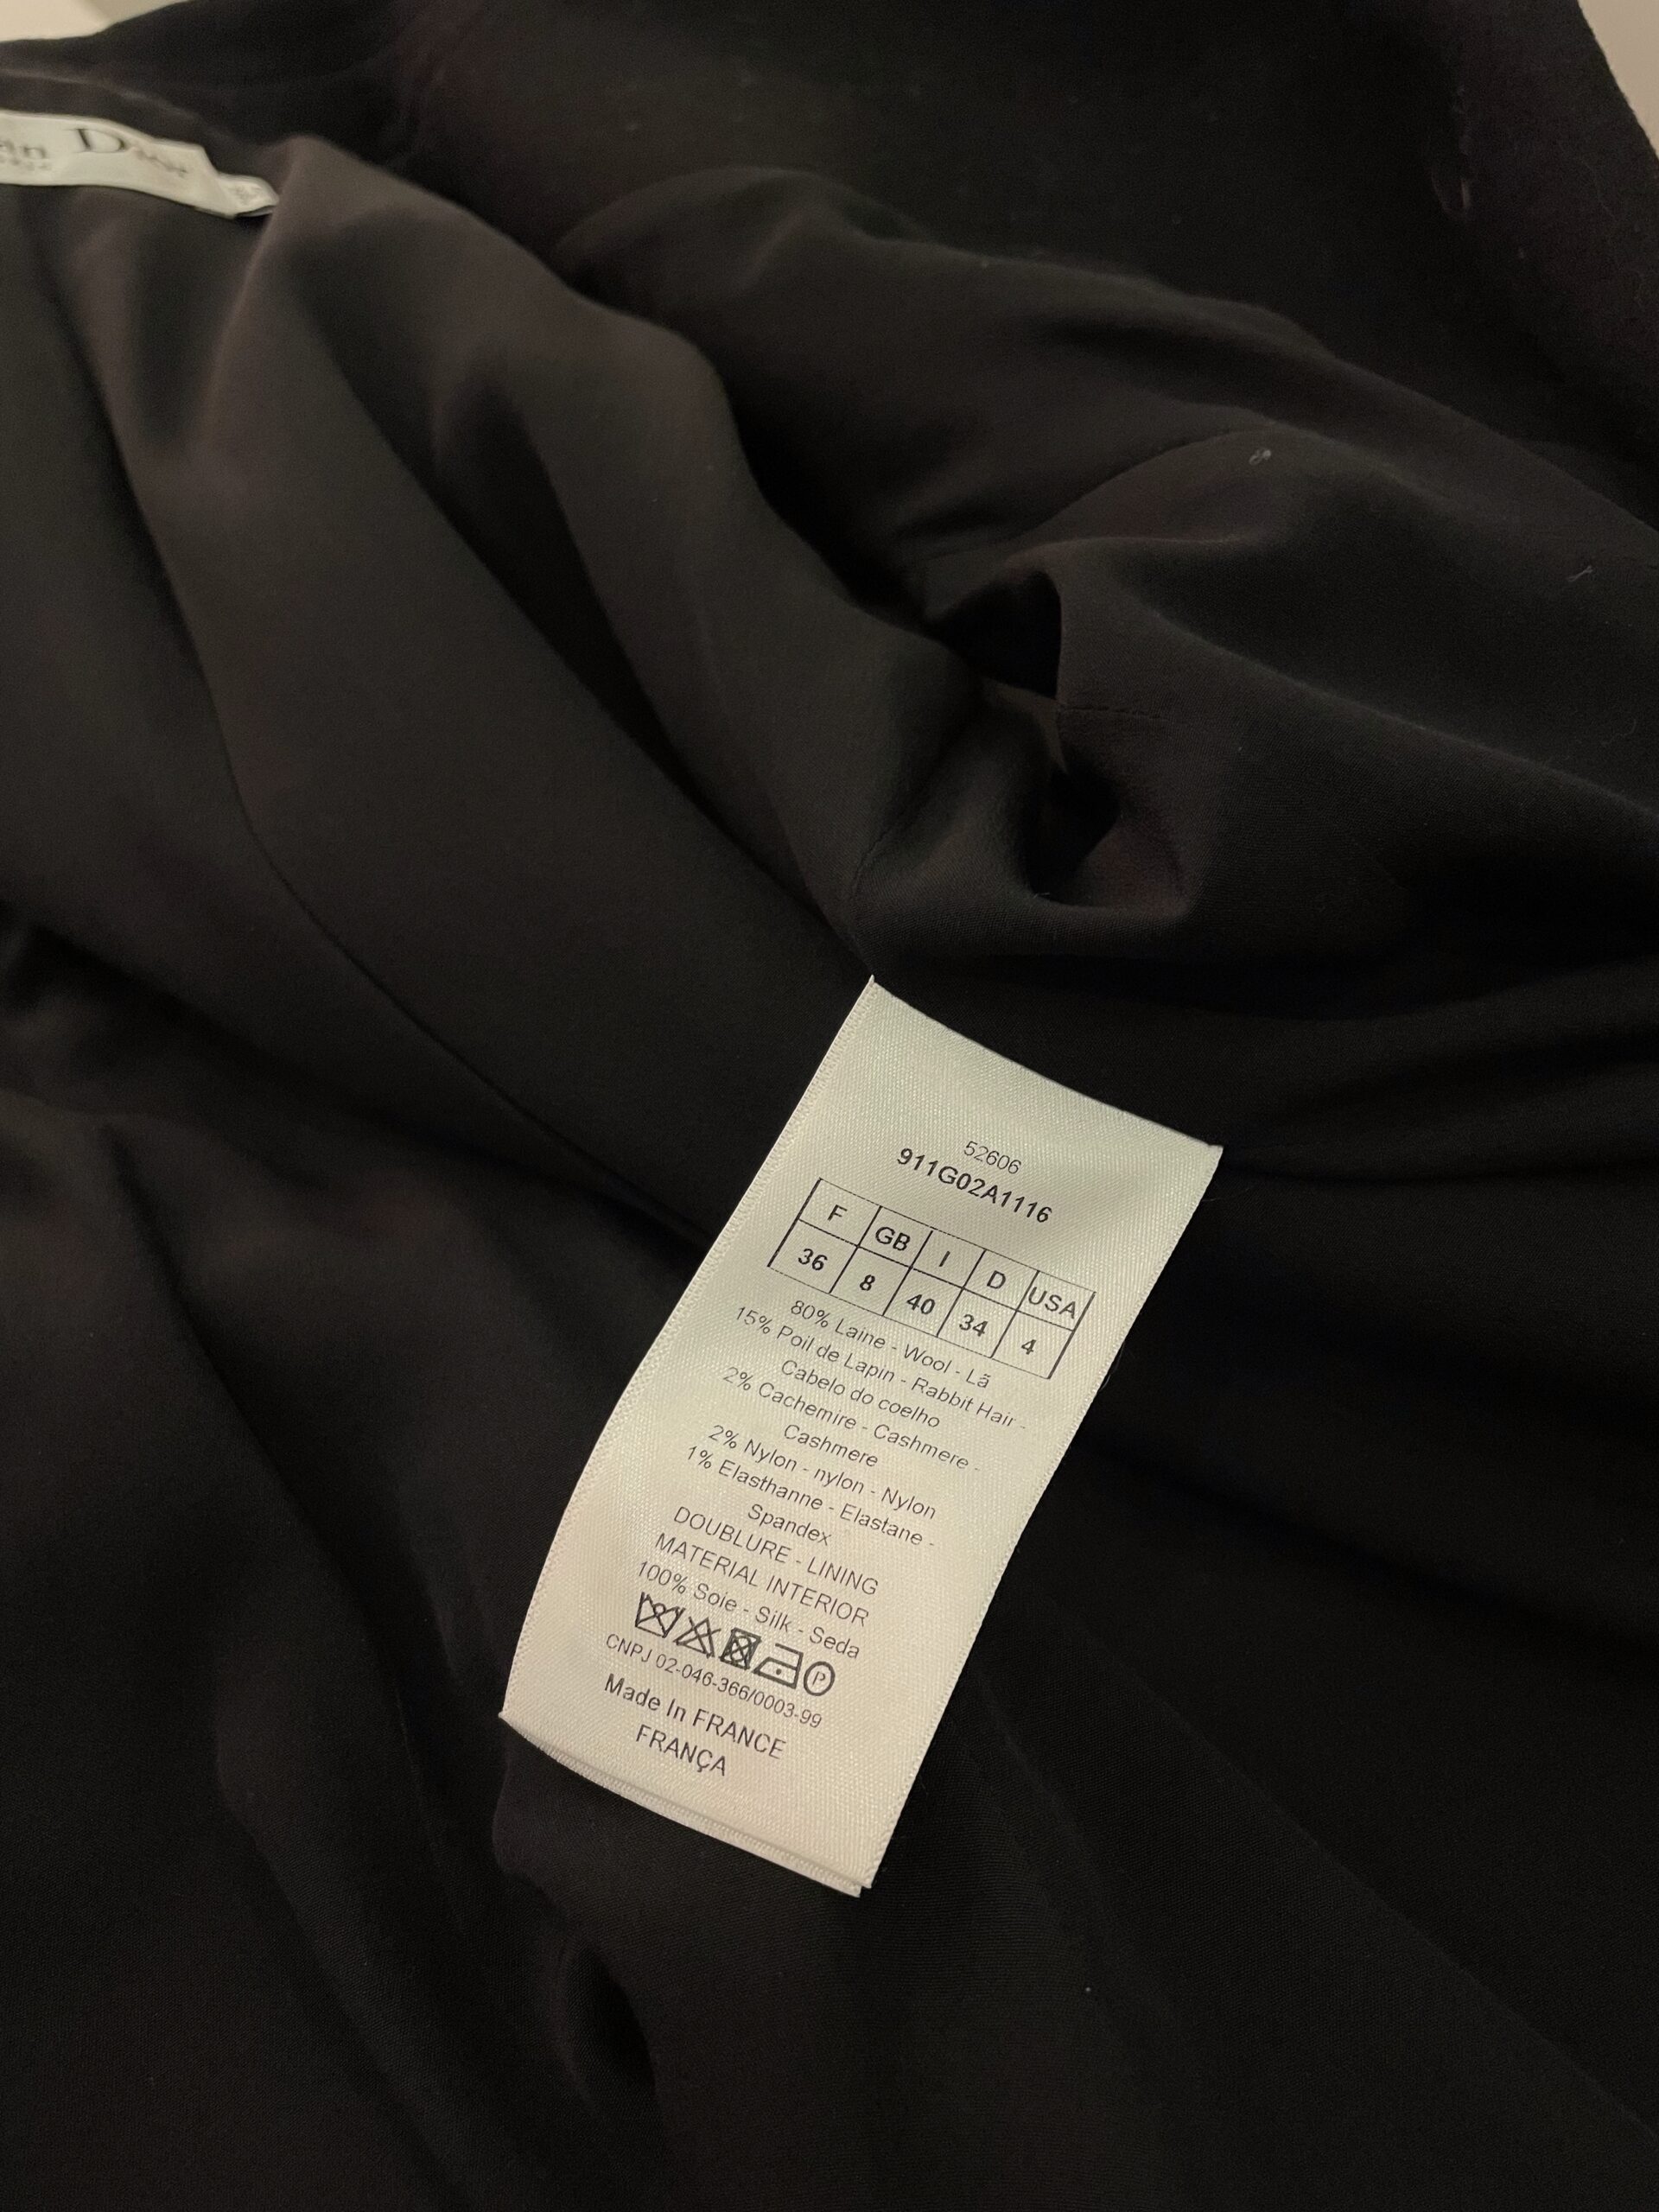 Dior
52606
911G02A1116
F GB I D USA
36 8 40 34 4
80% Laine - Wool - Lã
15% Poil de Lapin - Rabbit Hair -
Cabelo do coelho
2% Cachemire - Cashmere -
Cashmere
2% Nylon - nylon - Nylon
1% Elasthanne - Elastane -
Spandex
DOUBLURE - LINING
MATERIAL INTERIOR
100% Soie - Silk - Seda
P
CNPJ 02-046-366/0003-99
Made In FRANCE
FRANÇA